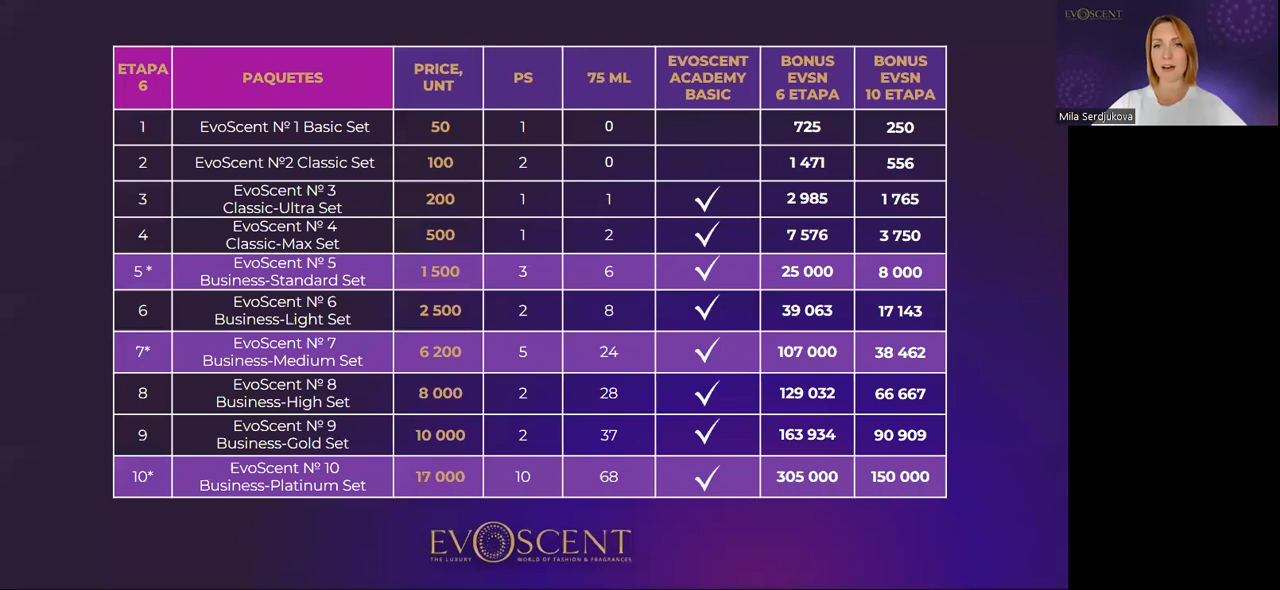 ETAPA 6 PAQUETES PRICE, UNT PS 75 ML EVOSCENT ACADEMY BASIC BONUS EVSN 6 ETAPA BONUS EVSN 10 ETAPA
1 EvoScent № 1 Basic Set 50 1 0 725 250
2 EvoScent №2 Classic Set 100 2 0 1 471 556
3 EvoScent № 3 Classic-Ultra Set 200 1 1 ✓ 2 985 1 765
4 EvoScent № 4 Classic-Max Set 500 1 2 ✓ 7 576 3 750
5 * EvoScent № 5 Business-Standard Set 1 500 3 6 ✓ 25 000 8 000
6 EvoScent № 6 Business-Light Set 2 500 2 8 ✓ 39 063 17 143
7* EvoScent № 7 Business-Medium Set 6 200 5 24 ✓ 107 000 38 462
8 EvoScent № 8 Business-High Set 8 000 2 28 ✓ 129 032 66 667
9 EvoScent № 9 Business-Gold Set 10 000 2 37 ✓ 163 934 90 909
10* EvoScent № 10 Business-Platinum Set 17 000 10 68 ✓ 305 000 150 000
EVOSCENT
THE LUXURY WORLD OF FASHION & FRAGRANCES
EVOSCENT
Mila Serdjukova